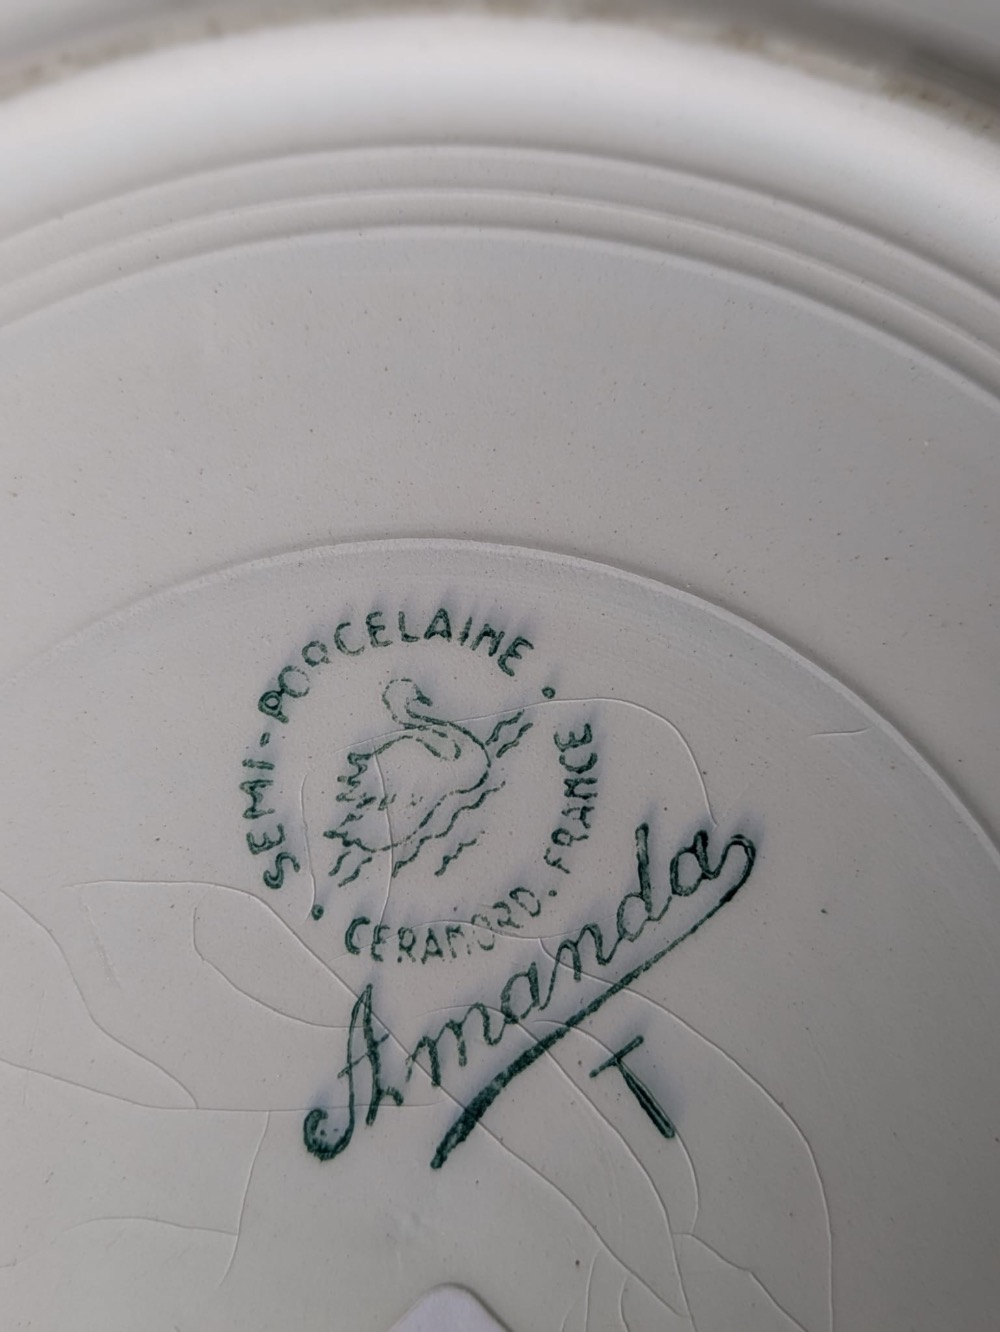 SEMI-PORCELAINE
. CERANORD. FRANCE .
Amanda
T